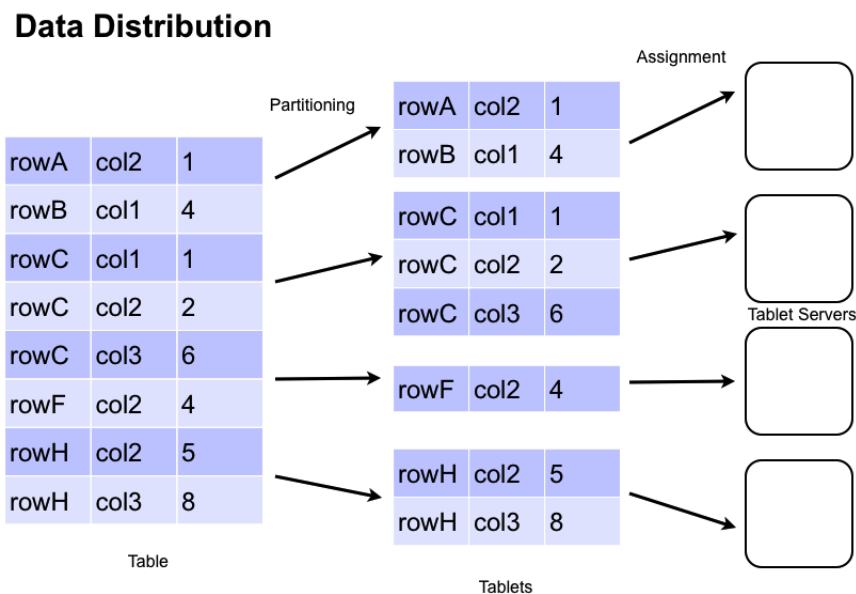 Data Distribution
Assignment
Partitioning
rowA col2 1
rowB col1 4
rowC col1 1
rowC col2 2
rowC col3 6
rowF col2 4
rowH col2 5
rowH col3 8
Table
rowA col2 1
rowB col1 4
rowC col1 1
rowC col2 2
rowC col3 6
rowF col2 4
rowH col2 5
rowH col3 8
Tablets
Tablet Servers